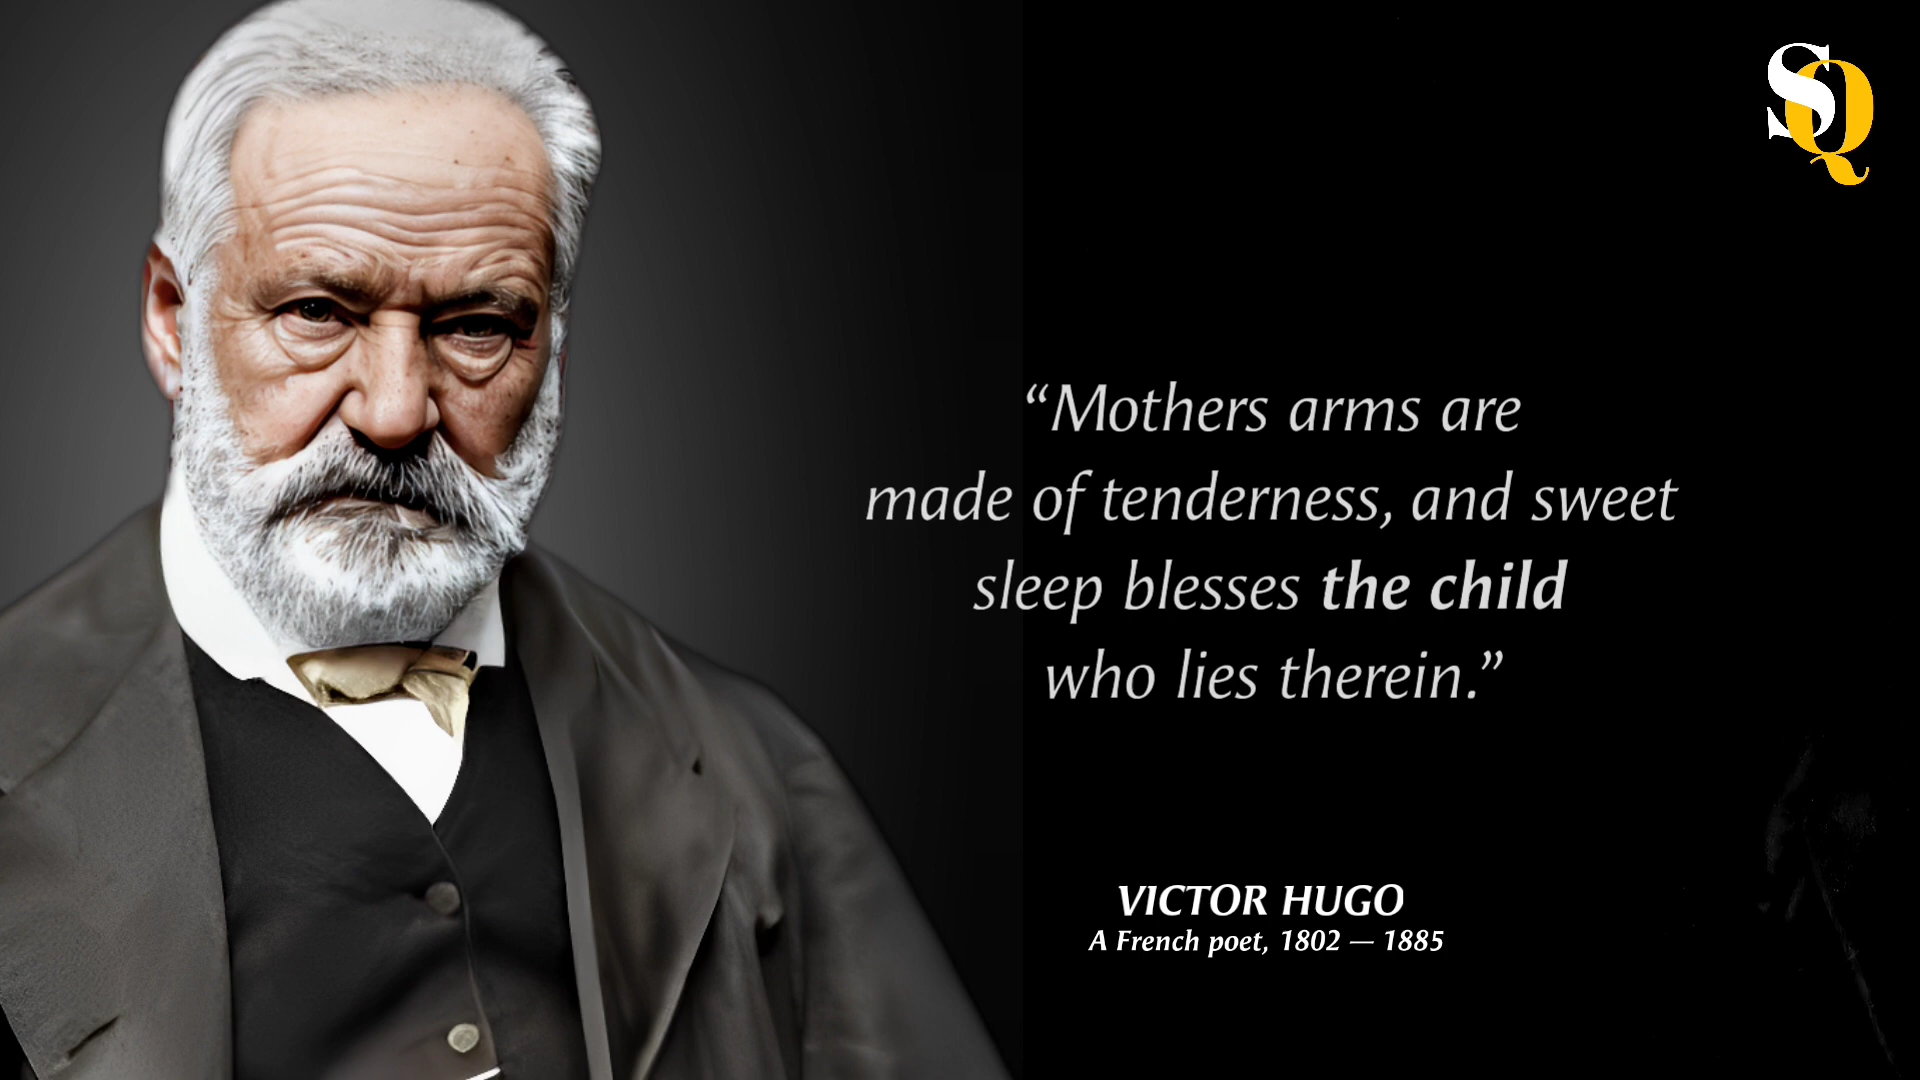 SQ
“Mothers arms are
made of tenderness, and sweet
sleep blesses the child
who lies therein.”
VICTOR HUGO
A French poet, 1802 — 1885